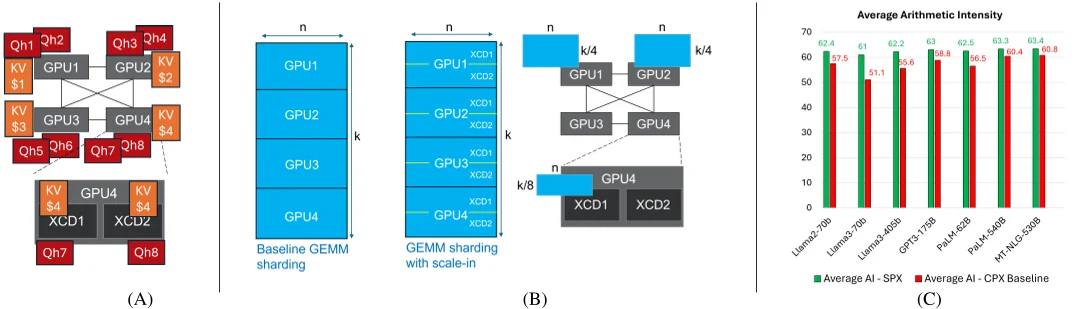 Qh1
Qh2
Qh3
Qh4
KV
$1
GPU1
GPU2
KV
$2
KV
$3
GPU3
GPU4
KV
$4
Qh5
Qh6
Qh7
Qh8
KV
$4
GPU4
KV
$4
XCD1
XCD2
Qh7
Qh8
(A)
n
GPU1
GPU2
GPU3
GPU4
k
Baseline GEMM
sharding
n
GPU1
XCD1
XCD2
GPU2
XCD1
XCD2
GPU3
XCD1
XCD2
GPU4
XCD1
XCD2
k
GEMM sharding
with scale-in
n
k/4
n
k/4
GPU1
GPU2
GPU3
GPU4
n
k/8
GPU4
XCD1
XCD2
(B)
Average Arithmetic Intensity
70
60
50
40
30
20
10
0
62.4
57.5
61
51.1
62.2
55.6
63
58.8
62.5
56.5
63.3
60.4
63.4
60.8
Llama2-70b
Llama3-70b
Llama3-405b
GPT3-175B
PaLM-62B
PaLM-540B
MT-NLG-530B
Average AI - SPX
Average AI - CPX Baseline
(C)